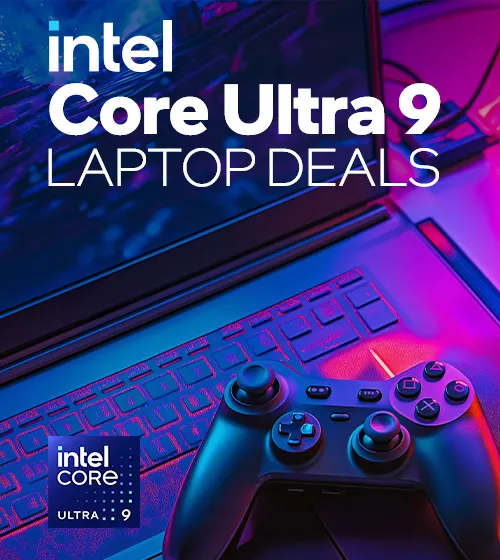 intel
Core Ultra 9
LAPTOP DEALS
intel
CORE
ULTRA 9